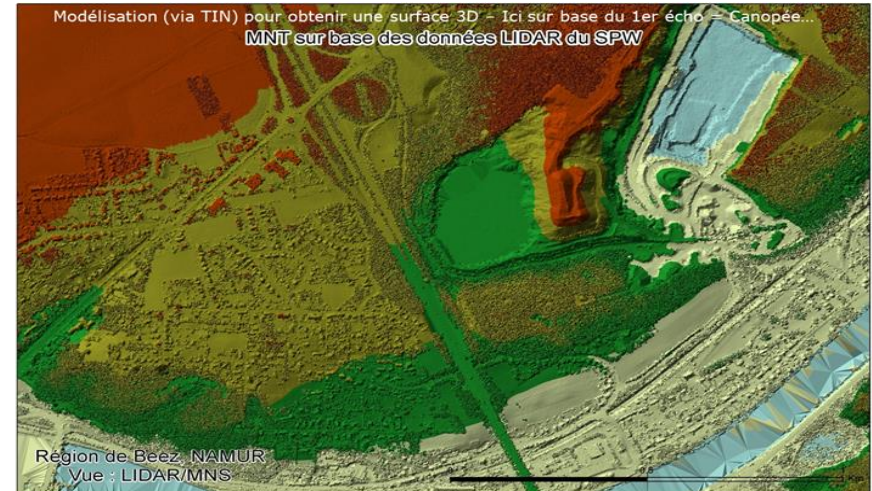 Modélisation (via TIN) pour obtenir une surface 3D – Ici sur base du 1er écho = Canopée...
MNT sur base des données LIDAR du SPW
Région de Beez, NAMUR
Vue : LIDAR/MNS